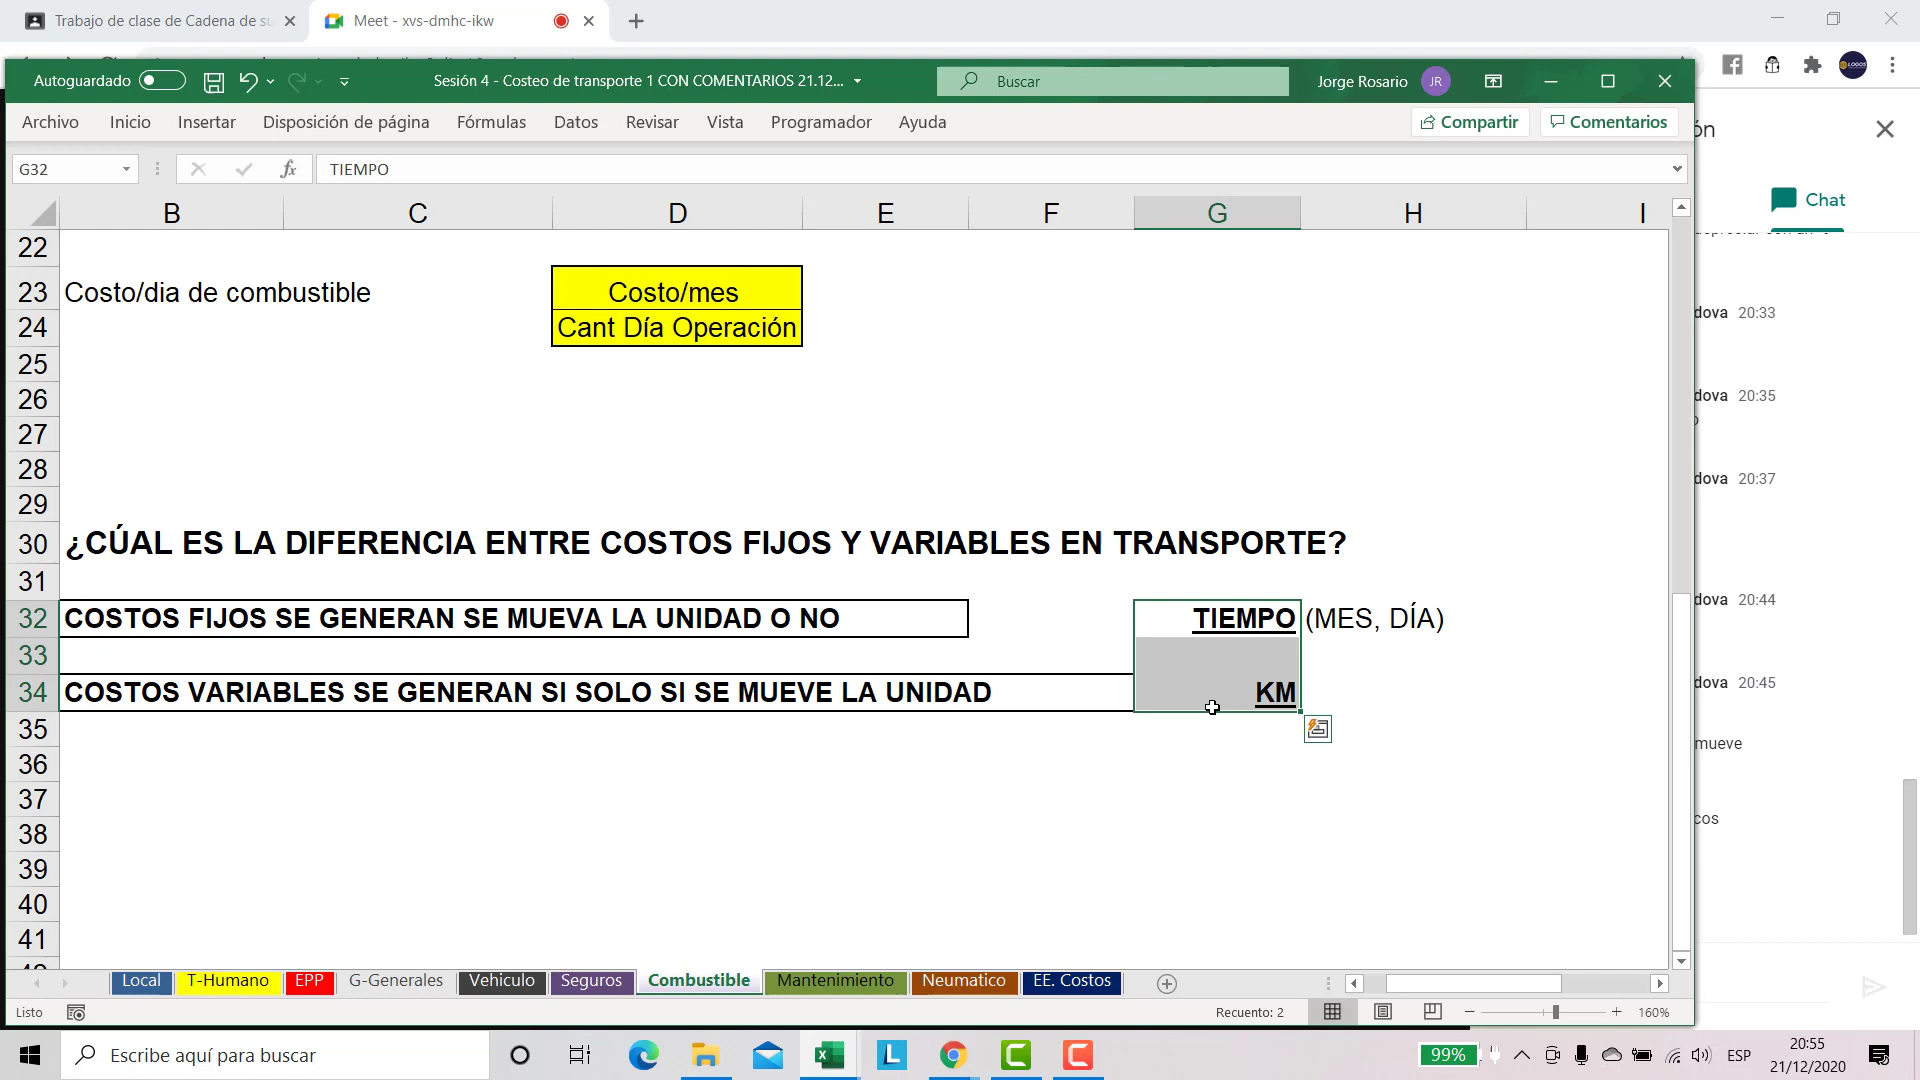 Trabajo de clase de Cadena de su
Meet - xvs-dmhc-ikw
Autoguardado
Sesión 4 - Costeo de transporte 1 CON COMENTARIOS 21.12...
Buscar
Jorge Rosario
JR
Archivo
Inicio
Insertar
Disposición de página
Fórmulas
Datos
Revisar
Vista
Programador
Ayuda
Compartir
Comentarios
G32
fx
TIEMPO
B C D E F G H I
22
23 Costo/dia de combustible Costo/mes
24 Cant Día Operación
25
26
27
28
29
30 ¿CÚAL ES LA DIFERENCIA ENTRE COSTOS FIJOS Y VARIABLES EN TRANSPORTE?
31
32 COSTOS FIJOS SE GENERAN SE MUEVA LA UNIDAD O NO TIEMPO (MES, DÍA)
33
34 COSTOS VARIABLES SE GENERAN SI SOLO SI SE MUEVE LA UNIDAD KM
35
36
37
38
39
40
41
ón
Chat
dova 20:33
dova 20:35
dova 20:37
dova 20:44
dova 20:45
mueve
cos
Local
T-Humano
EPP
G-Generales
Vehiculo
Seguros
Combustible
Mantenimiento
Neumatico
EE. Costos
Listo
Recuento: 2
160%
Escribe aquí para buscar
99%
ESP
20:55
21/12/2020